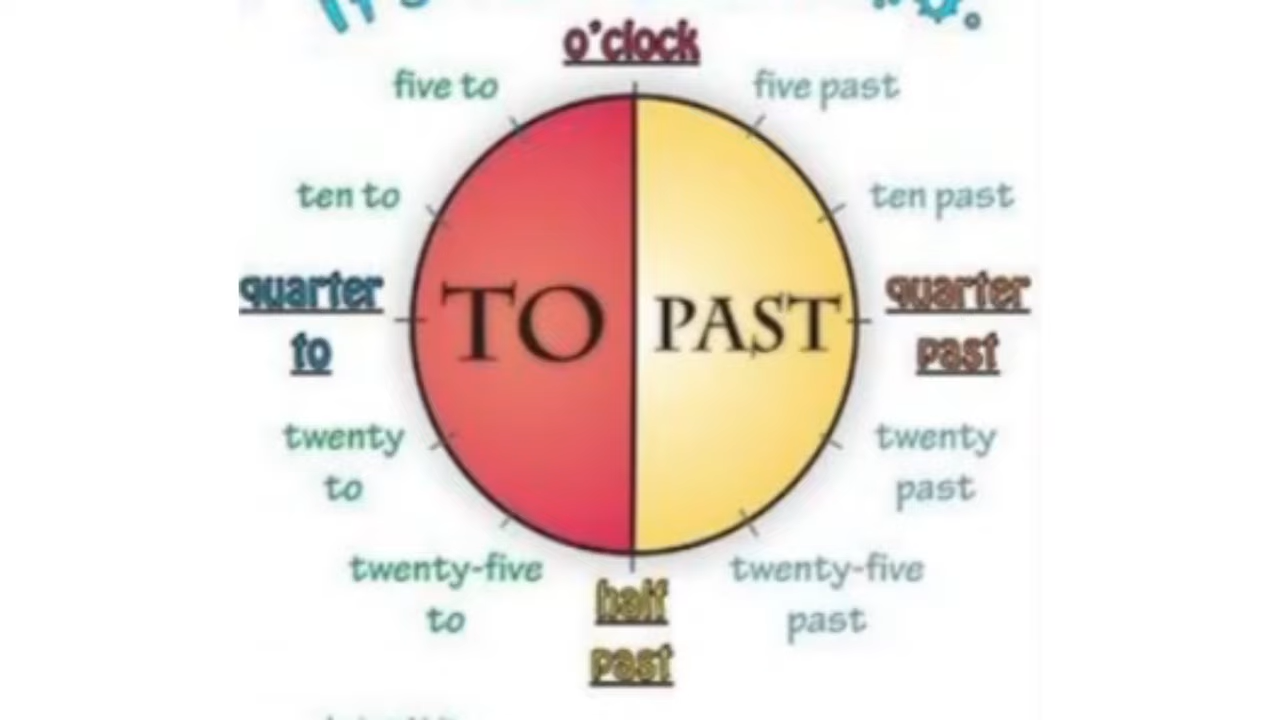 o'clock
five to
five past
ten to
ten past
quarter
to
TO
PAST
quarter
past
twenty
to
twenty
past
twenty-five
to
half
past
twenty-five
past